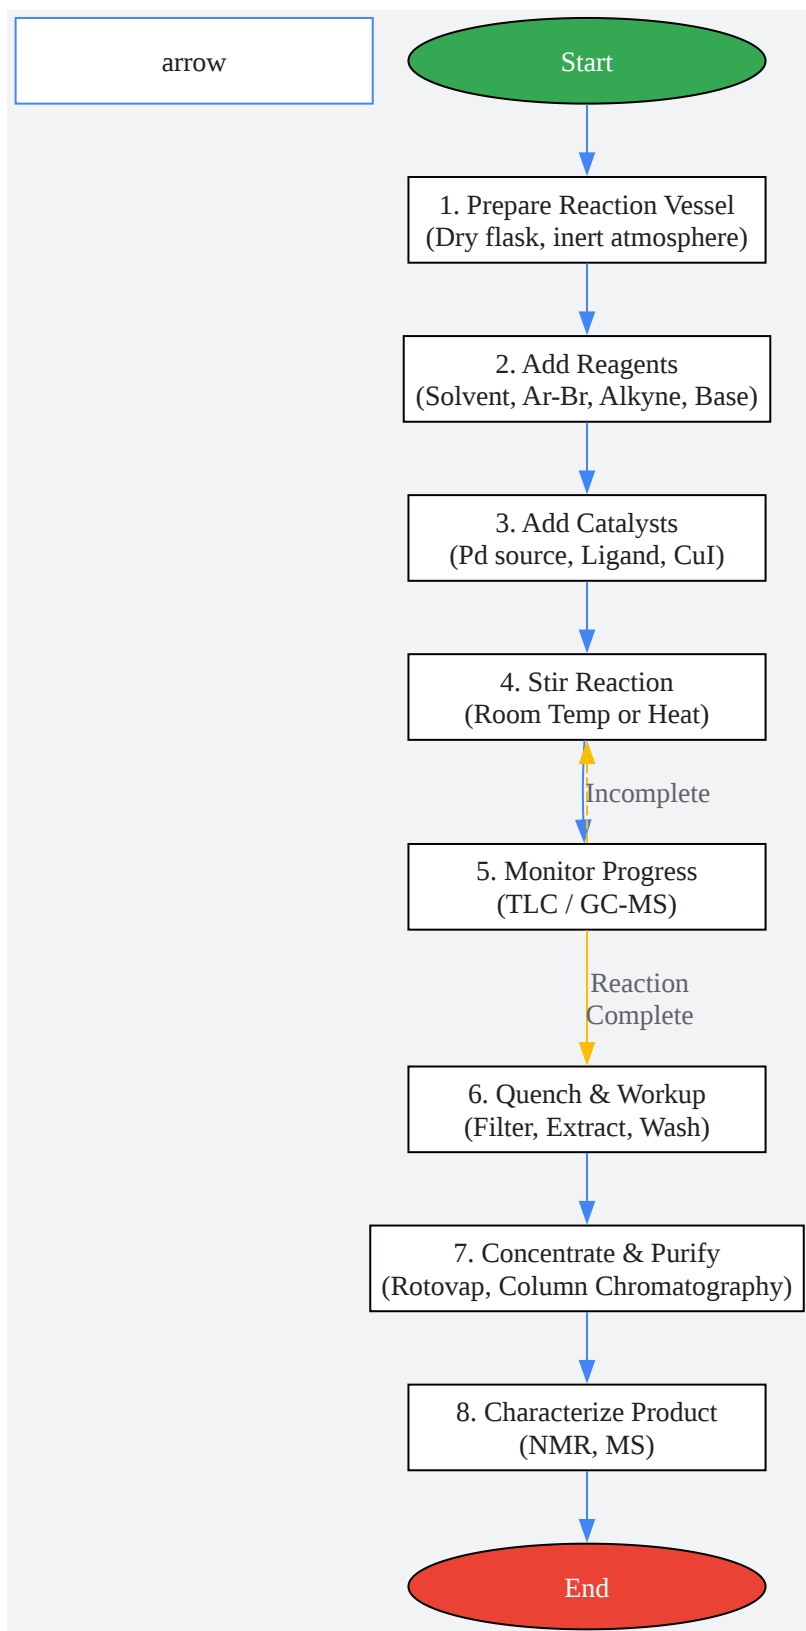 arrow
Start
1. Prepare Reaction Vessel
(Dry flask, inert atmosphere)
2. Add Reagents
(Solvent, Ar-Br, Alkyne, Base)
3. Add Catalysts
(Pd source, Ligand, CuI)
4. Stir Reaction
(Room Temp or Heat)
Incomplete
5. Monitor Progress
(TLC / GC-MS)
Reaction
Complete
6. Quench & Workup
(Filter, Extract, Wash)
7. Concentrate & Purify
(Rotovap, Column Chromatography)
8. Characterize Product
(NMR, MS)
End